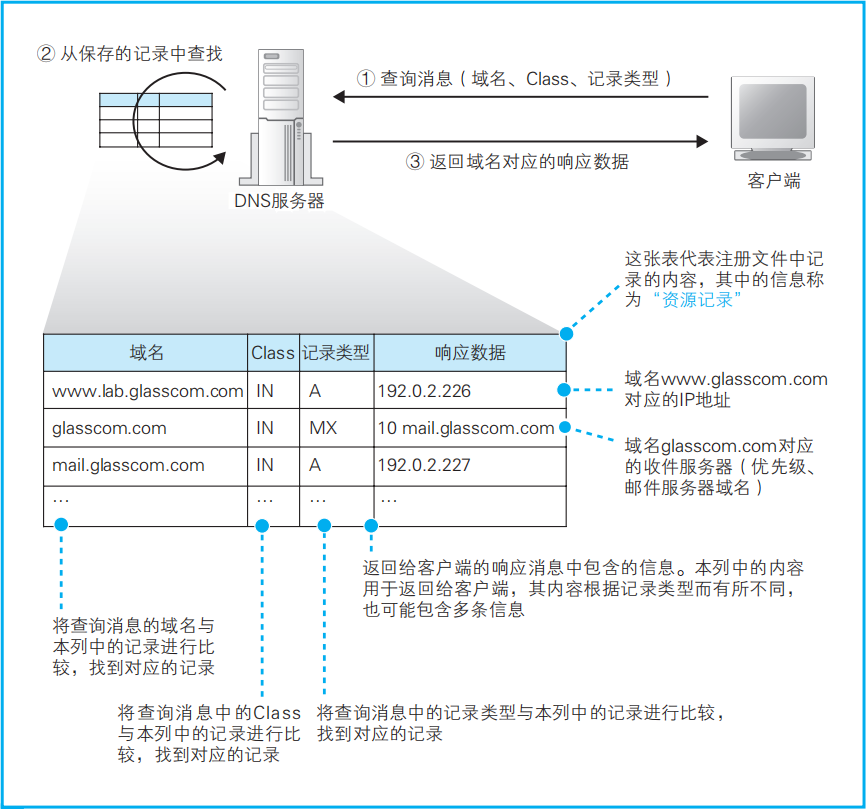 ② 从保存的记录中查找
① 查询消息（域名、Class、记录类型）
③ 返回域名对应的响应数据
DNS服务器
客户端
这张表代表注册文件中记
录的内容，其中的信息称
为“资源记录”
域名 Class 记录类型 响应数据
www.lab.glasscom.com IN A 192.0.2.226
glasscom.com IN MX 10 mail.glasscom.com
mail.glasscom.com IN A 192.0.2.227
… … … …
域名www.glasscom.com
对应的IP地址
域名glasscom.com对应
的收件服务器（优先级、
邮件服务器域名）
返回给客户端的响应消息中包含的信息。本列中的内容
用于返回给客户端，其内容根据记录类型而有所不同，
也可能包含多条信息
将查询消息的域名与
本列中的记录进行比
较，找到对应的记录
将查询消息中的Class
与本列中的记录进行比
较，找到对应的记录
将查询消息中的记录类型与本列中的记录进行比较，
找到对应的记录